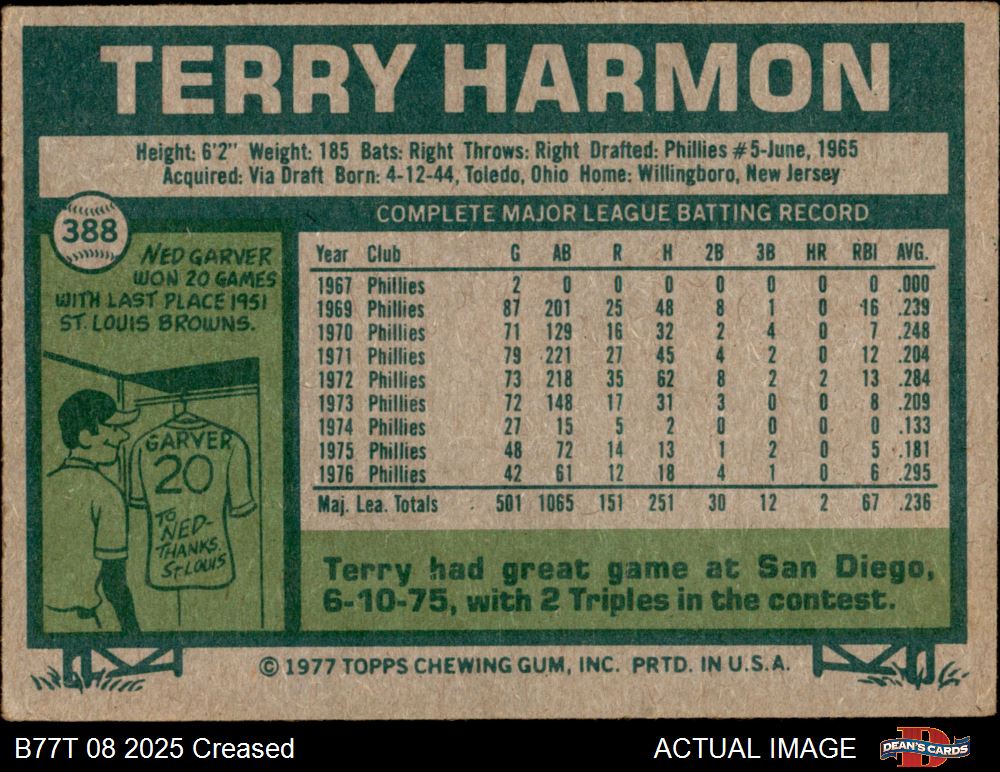 TERRY HARMON
Height: 6'2" Weight: 185 Bats: Right Throws: Right Drafted: Phillies #5-June, 1965
Acquired: Via Draft Born: 4-12-44, Toledo, Ohio Home: Willingboro, New Jersey
388
NED GARVER
WON 20 GAMES
WITH LAST PLACE 1951
ST. LOUIS BROWNS.
GARVER
20
TO
NED-
THANKS
ST. LOUIS
COMPLETE MAJOR LEAGUE BATTING RECORD
Year Club G AB R H 2B 3B HR RBI AVG.
1967 Phillies 2 0 0 0 0 0 0 0 .000
1969 Phillies 87 201 25 48 8 1 0 16 .239
1970 Phillies 71 129 16 32 2 4 0 7 .248
1971 Phillies 79 221 27 45 4 2 0 12 .204
1972 Phillies 73 218 35 62 8 2 2 13 .284
1973 Phillies 72 148 17 31 3 0 0 8 .209
1974 Phillies 27 15 5 2 0 0 0 0 .133
1975 Phillies 48 72 14 13 1 2 0 5 .181
1976 Phillies 42 61 12 18 4 1 0 6 .295
Maj. Lea. Totals 501 1065 151 251 30 12 2 67 .236
Terry had great game at San Diego,
6-10-75, with 2 Triples in the contest.
© 1977 TOPPS CHEWING GUM, INC. PRTD. IN U.S.A.
B77T 08 2025 Creased
ACTUAL IMAGE
D
DEAN'S CARDS